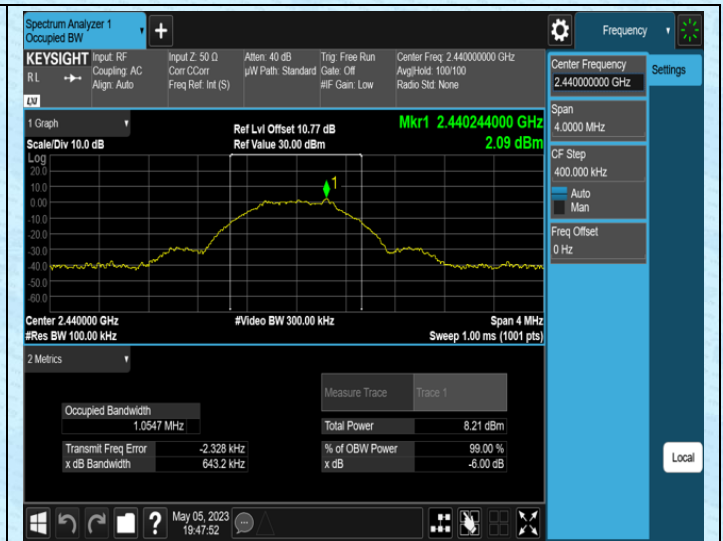 Spectrum Analyzer 1
Occupied BW
Frequency
KEYSIGHT
RL
LXI
Input: RF
Coupling: AC
Align: Auto
Input Z: 50 Ω
Corr CCorr
Freq Ref: Int (S)
Atten: 40 dB
µW Path: Standard
Trig: Free Run
Gate: Off
#IF Gain: Low
Center Freq: 2.440000000 GHz
Avg|Hold: 100/100
Radio Std: None
Center Frequency
2.440000000 GHz
Settings
Span
4.0000 MHz
CF Step
400.000 kHz
Auto
Man
Freq Offset
0 Hz
1 Graph
Scale/Div 10.0 dB
Ref Lvl Offset 10.77 dB
Ref Value 30.00 dBm
Mkr1 2.440244000 GHz
2.09 dBm
Log
20.0
10.0
0.00
-10.0
-20.0
-30.0
-40.0
-50.0
-60.0
1
Center 2.440000 GHz
#Res BW 100.00 kHz
#Video BW 300.00 kHz
Span 4 MHz
Sweep 1.00 ms (1001 pts)
2 Metrics
Measure Trace Trace 1
Occupied Bandwidth
1.0547 MHz
Total Power 8.21 dBm
Transmit Freq Error -2.328 kHz
% of OBW Power 99.00 %
x dB Bandwidth 643.2 kHz
x dB -6.00 dB
Local
?
May 05, 2023
19:47:52